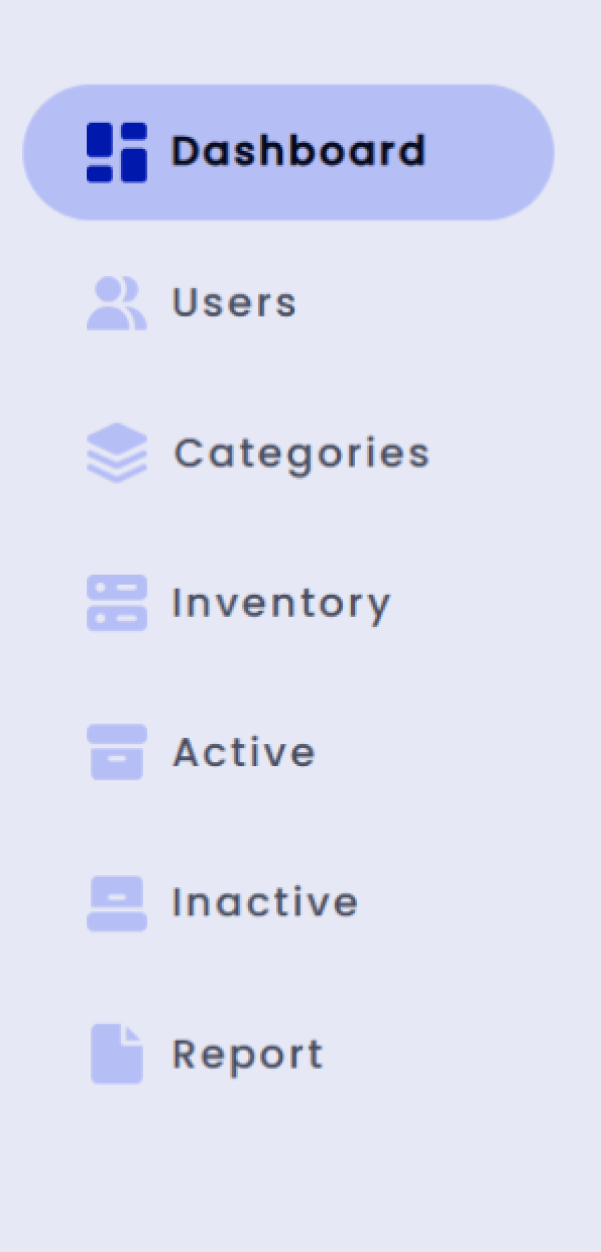 Dashboard
Users
Categories
Inventory
Active
Inactive
Report